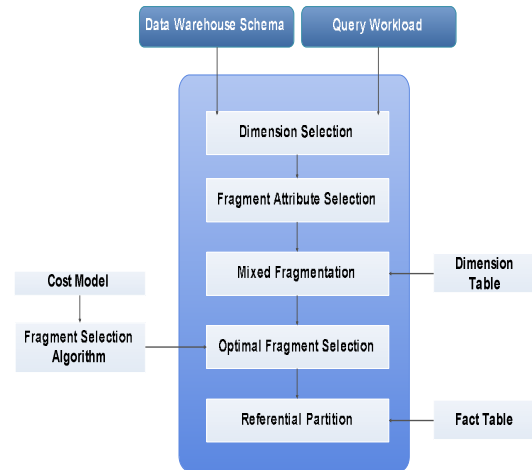 Data Warehouse Schema
Query Workload
Dimension Selection
Fragment Attribute Selection
Mixed Fragmentation
Dimension
Table
Cost Model
Fragment Selection
Algorithm
Optimal Fragment Selection
Referential Partition
Fact Table